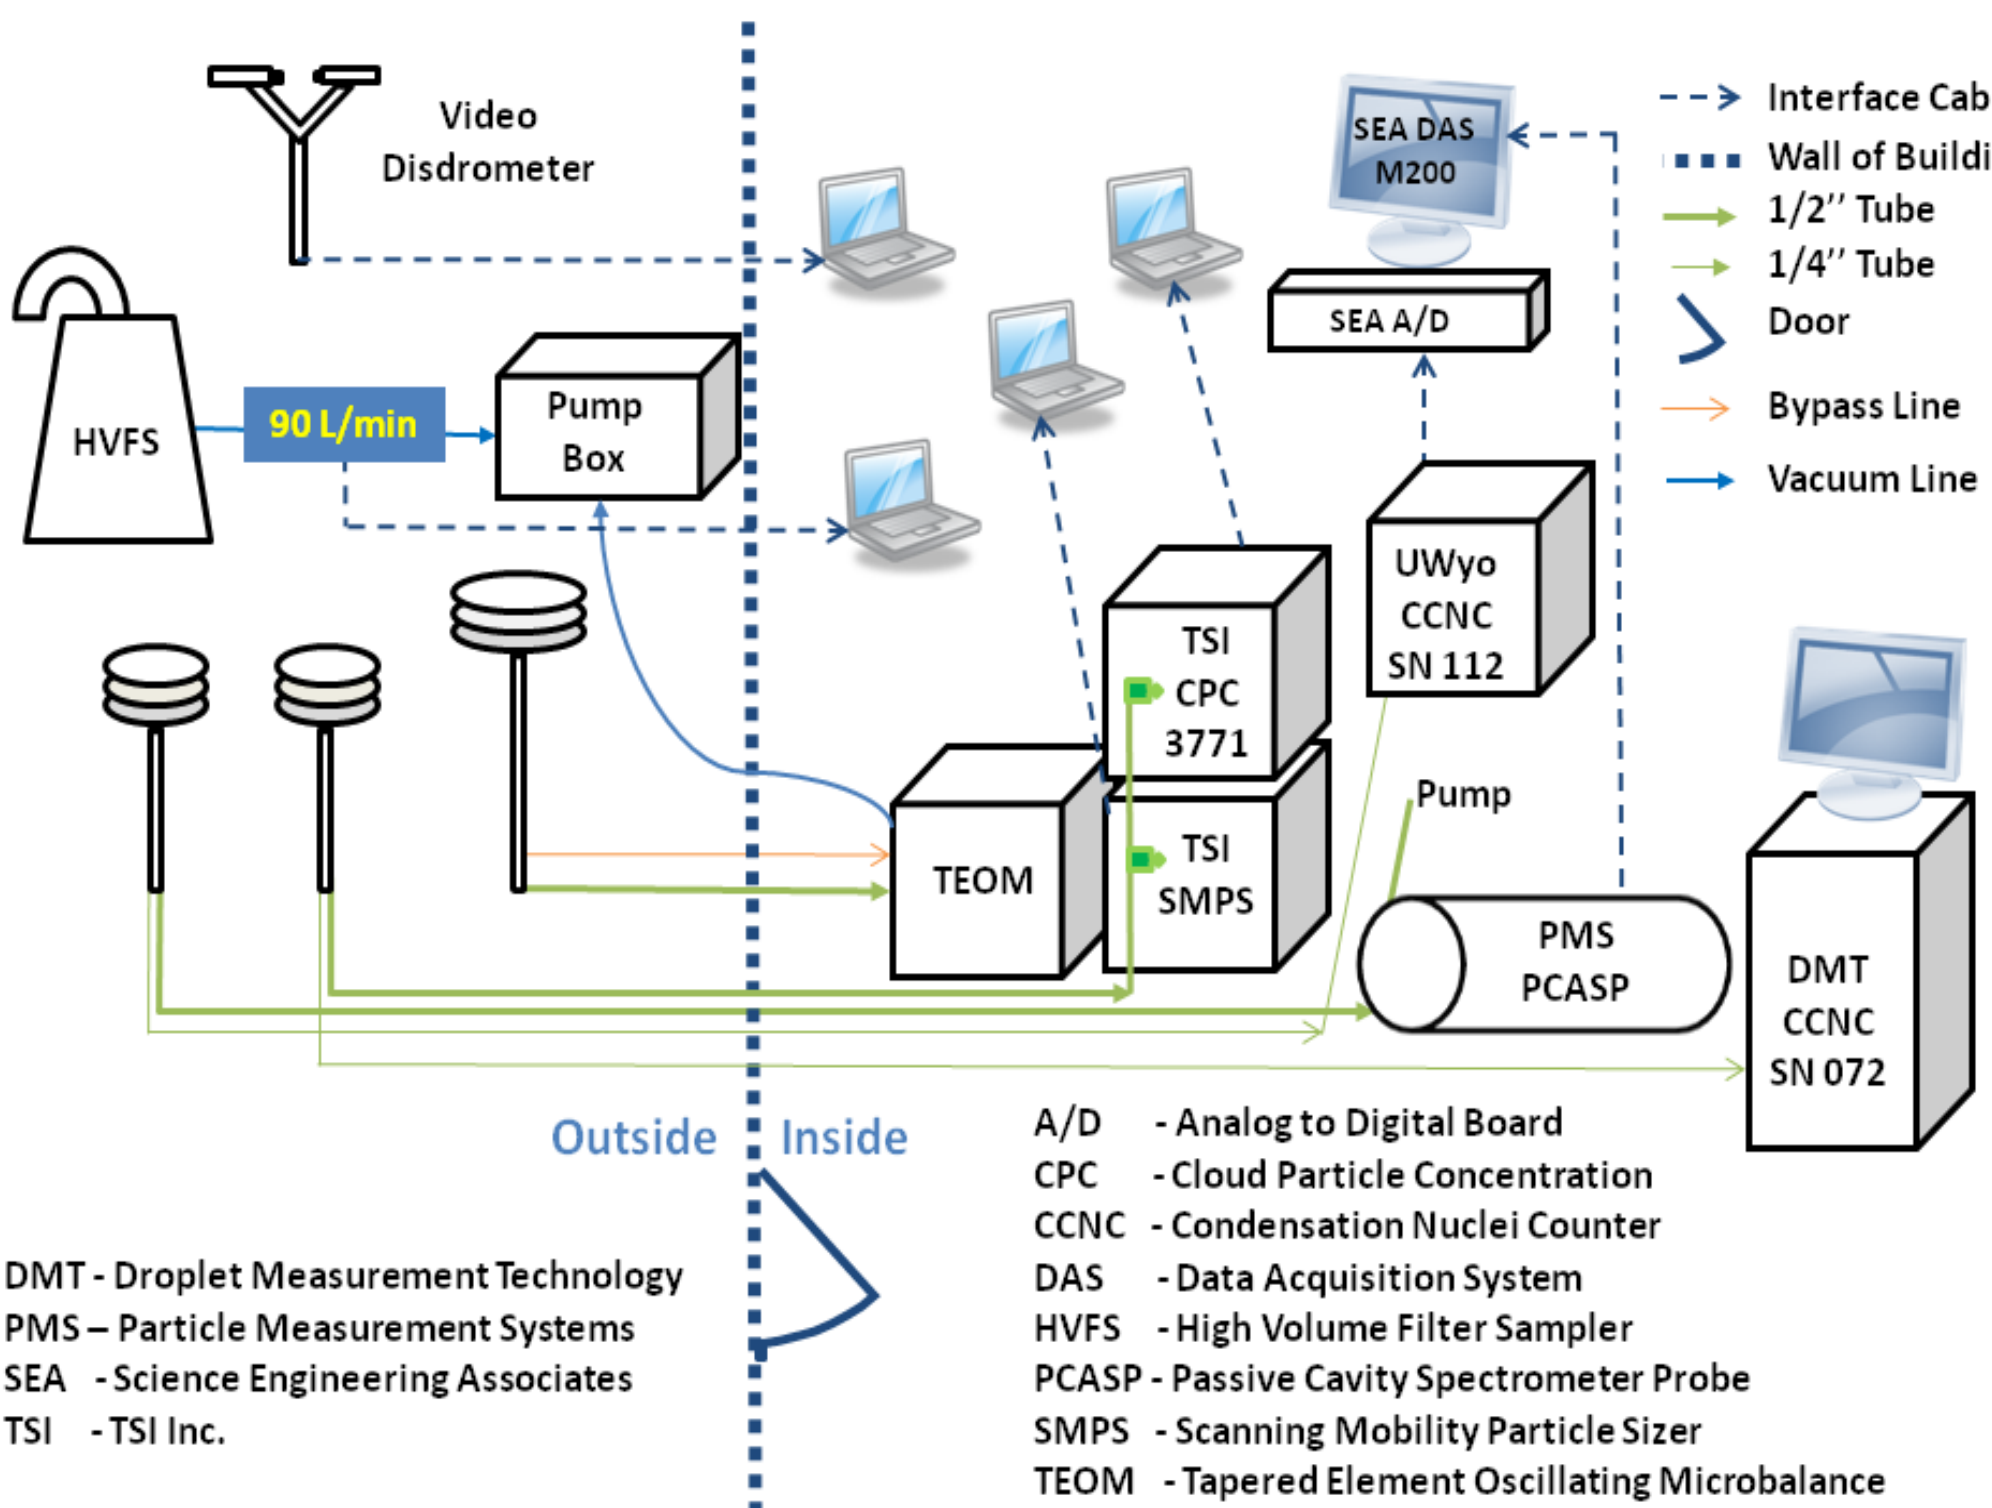 Video
Disdrometer
HVFS
90 L/min
Pump
Box
SEA DAS
M200
SEA A/D
Interface Cab
Wall of Buildi
1/2’’ Tube
1/4’’ Tube
Door
Bypass Line
Vacuum Line
UWyo
CCNC
SN 112
TSI
CPC
3771
TEOM
TSI
SMPS
Pump
PMS
PCASP
DMT
CCNC
SN 072
Outside
Inside
DMT - Droplet Measurement Technology
PMS – Particle Measurement Systems
SEA - Science Engineering Associates
TSI - TSI Inc.
A/D - Analog to Digital Board
CPC - Cloud Particle Concentration
CCNC - Condensation Nuclei Counter
DAS - Data Acquisition System
HVFS - High Volume Filter Sampler
PCASP - Passive Cavity Spectrometer Probe
SMPS - Scanning Mobility Particle Sizer
TEOM - Tapered Element Oscillating Microbalance